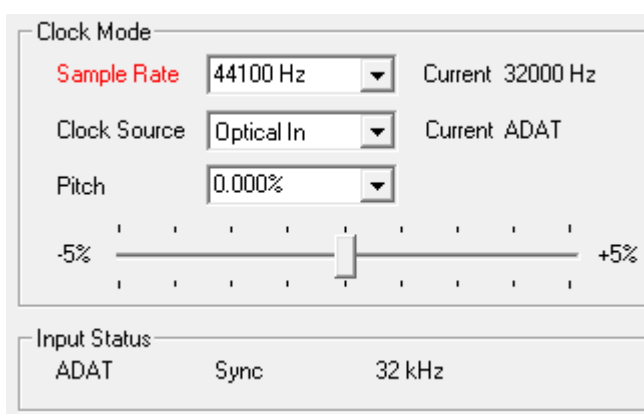 Clock Mode
Sample Rate 44100 Hz Current 32000 Hz
Clock Source Optical In Current ADAT
Pitch 0.000%
-5% +5%
Input Status
ADAT Sync 32 kHz